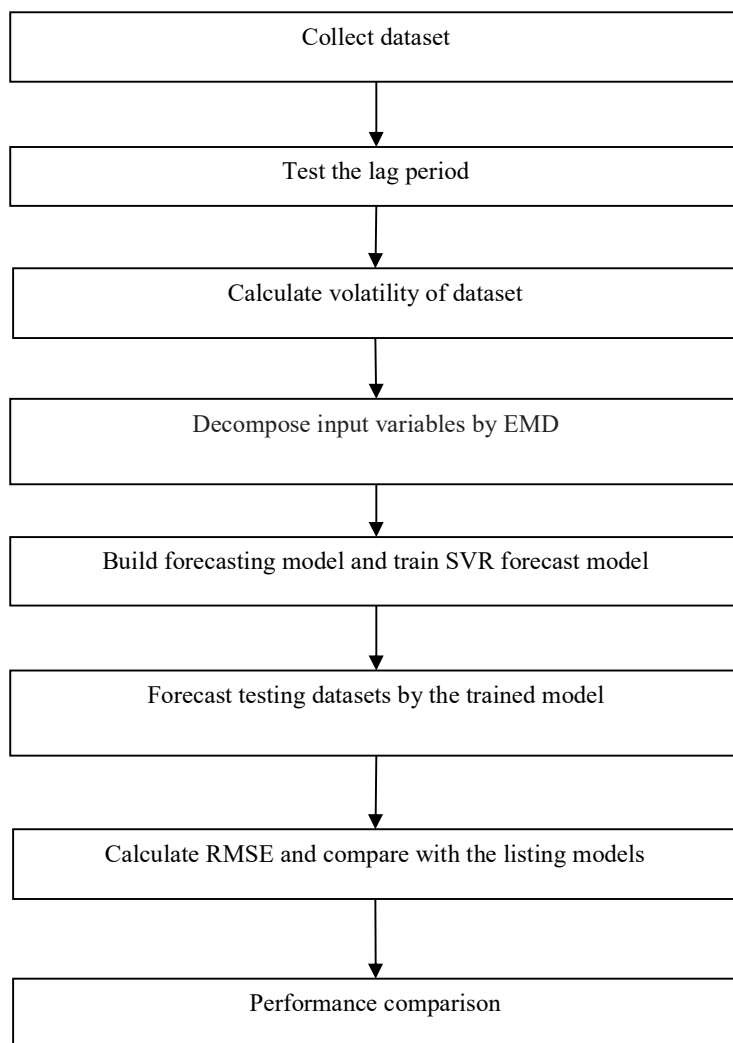 Collect dataset
Test the lag period
Calculate volatility of dataset
Decompose input variables by EMD
Build forecasting model and train SVR forecast model
Forecast testing datasets by the trained model
Calculate RMSE and compare with the listing models
Performance comparison